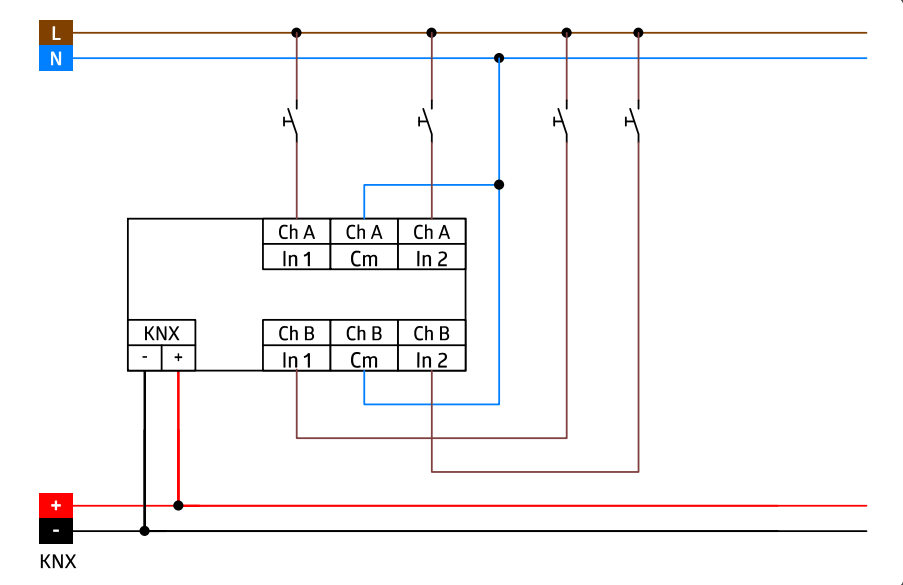 L
N
Ch A Ch A Ch A
In 1 Cm In 2
KNX Ch B Ch B Ch B
- + In 1 Cm In 2
+
-
KNX